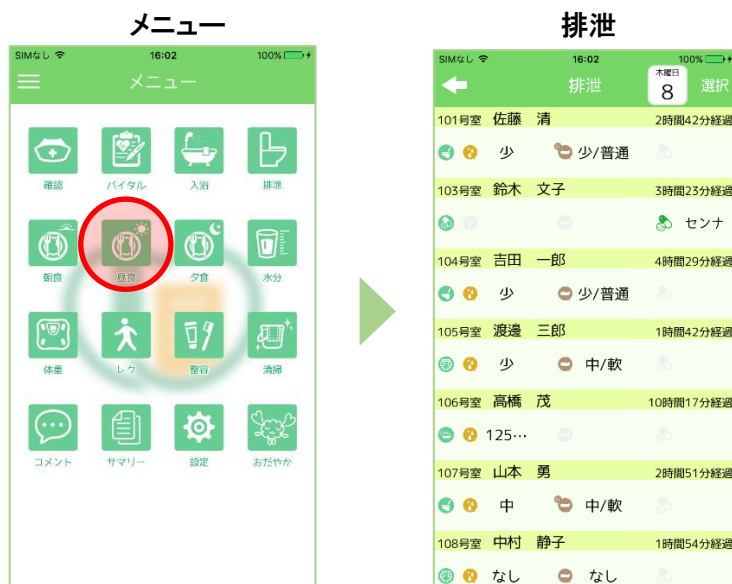 メニュー
SIMなし 16:02 100%
メニュー
確認 バイタル 入浴 排泄
朝食 昼食 夕食 水分
体重 レク 整容 清掃
コメント サマリー 設定 おだやか
排泄
SIMなし 16:02 100%
排泄 木曜日 8 選択
101号室 佐藤 清 2時間42分経過
少 少/普通
103号室 鈴木 文子 3時間23分経過
センナ
104号室 吉田 一郎 4時間29分経過
少 少/普通
105号室 渡邊 三郎 1時間42分経過
少 中/軟
106号室 高橋 茂 10時間17分経過
125…
107号室 山本 勇 2時間51分経過
中 中/軟
108号室 中村 静子 1時間54分経過
なし なし